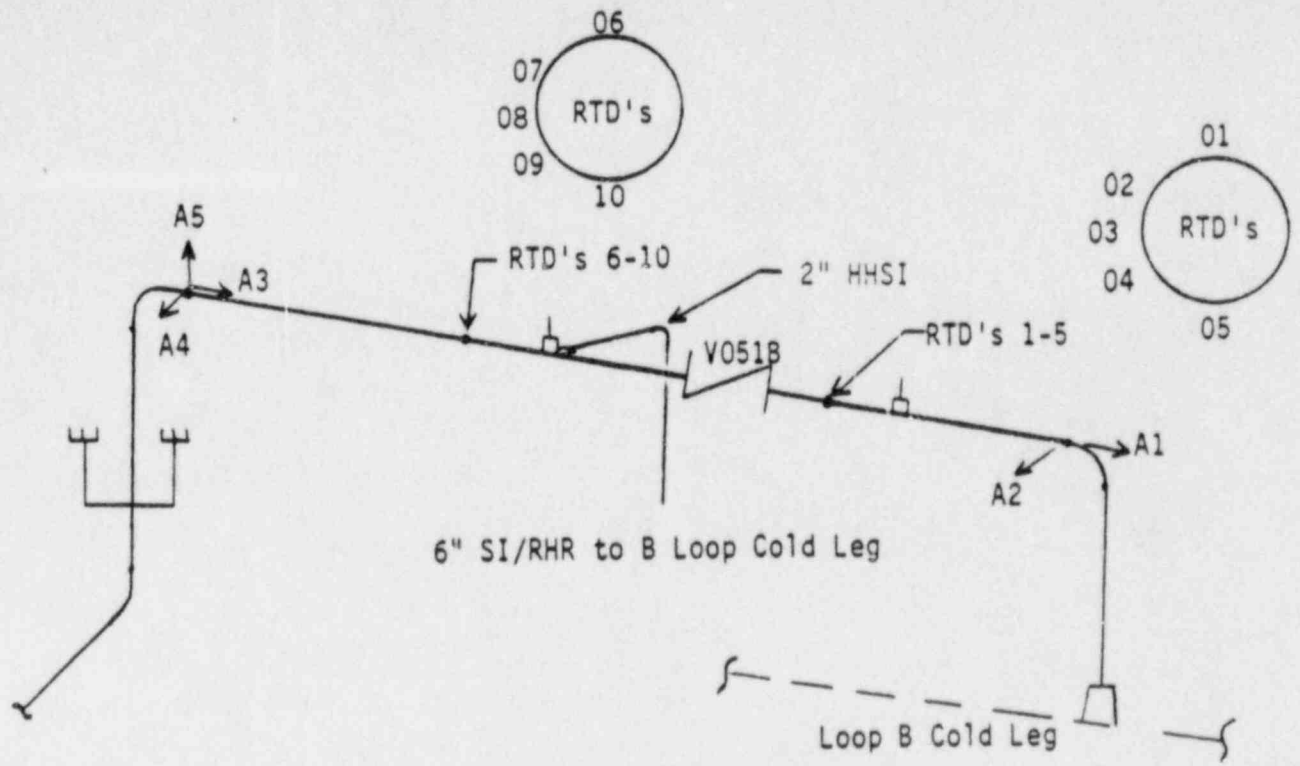 06
07
RTD's
08
09
10
01
02
RTD's
03
04
05
A5
A3
A4
RTD's 6-10
2" HHSI
V051B
RTD's 1-5
A1
A2
6" SI/RHR to B Loop Cold Leg
Loop B Cold Leg